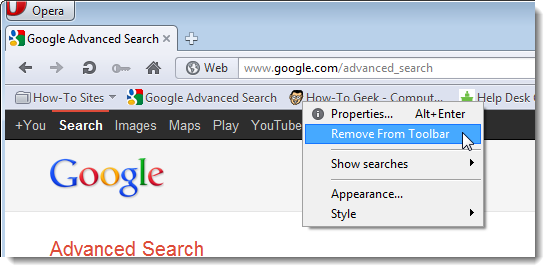 Opera
Google Advanced Search
Web www.google.com/advanced_search
How-To Sites Google Advanced Search How-To Geek - Comput... Help Desk
+You Search Images Maps Play YouTube
Properties... Alt+Enter
Remove From Toolbar
Show searches
Appearance...
Style
Google
Advanced Search